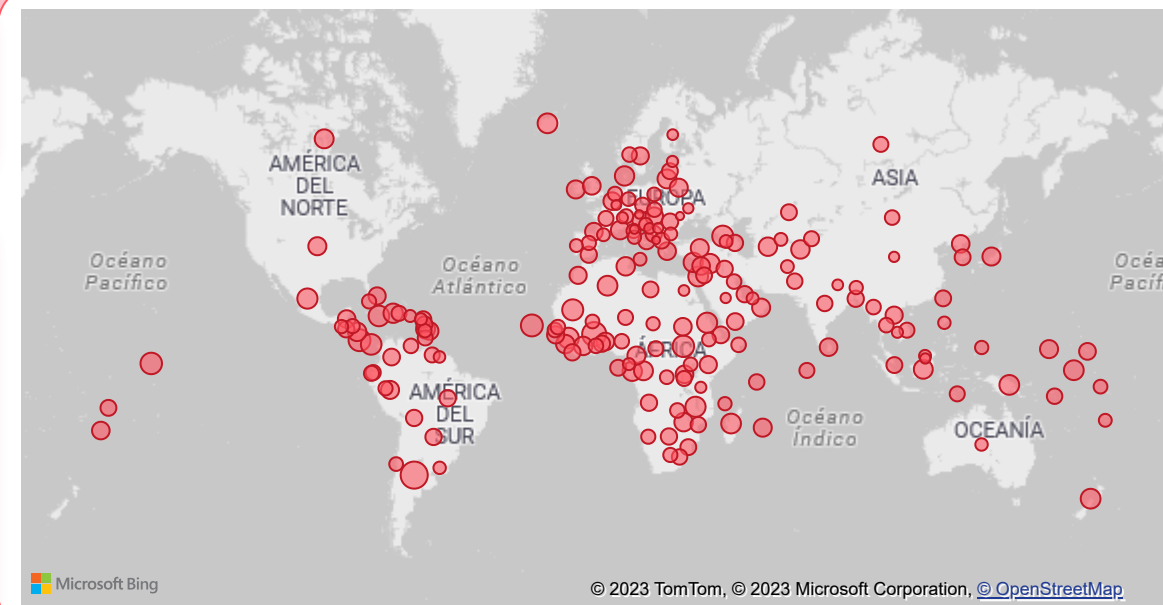 AMÉRICA
DEL
NORTE
EUROPA
ASIA
Océano
Pacífico
Océano
Atlántico
Océa
Pacíf
ÁFRICA
AMÉRICA
DEL
SUR
Océano
Índico
OCEANÍA
Microsoft Bing
© 2023 TomTom, © 2023 Microsoft Corporation, © OpenStreetMap